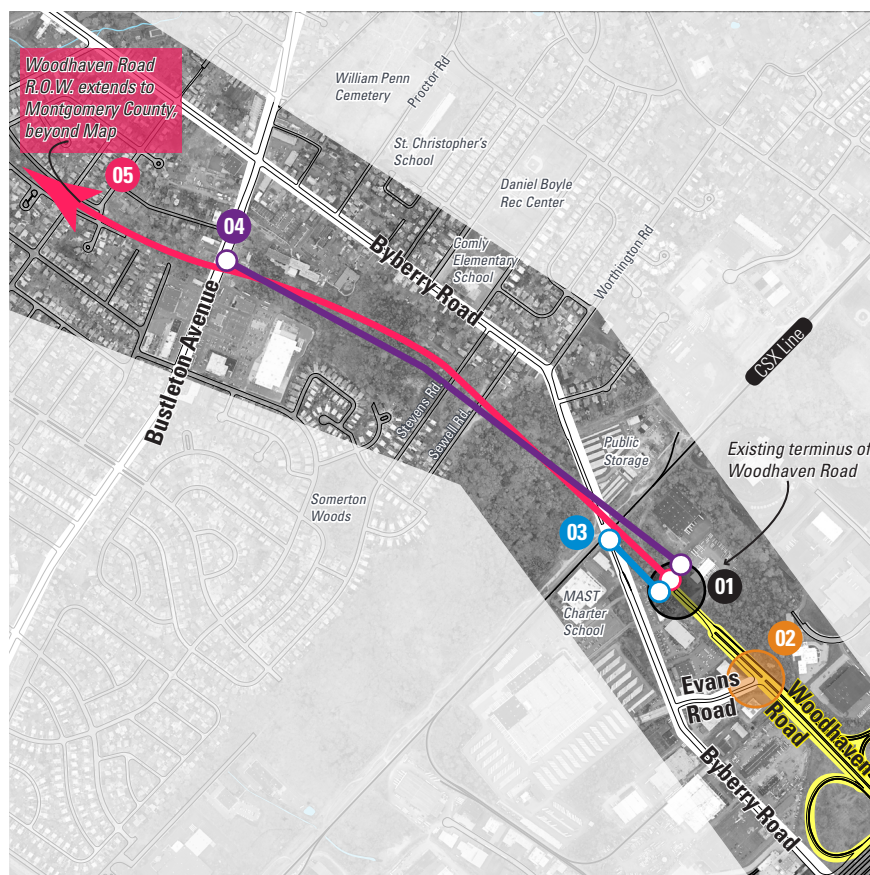 Woodhaven Road
R.O.W. extends to
Montgomery County,
beyond Map
William Penn
Cemetery
Proctor Rd
St. Christopher's
School
05
Daniel Boyle
Rec Center
04
Byberry Road
Comly
Elementary
School
Worthington Rd
Bustleton Avenue
CSX Line
Stevens Rd.
Sewell Rd.
Public
Storage
Existing terminus of
Woodhaven Road
Somerton
Woods
03
01
MAST
Charter
School
02
Evans
Road
Woodhaven
Road
Byberry Road